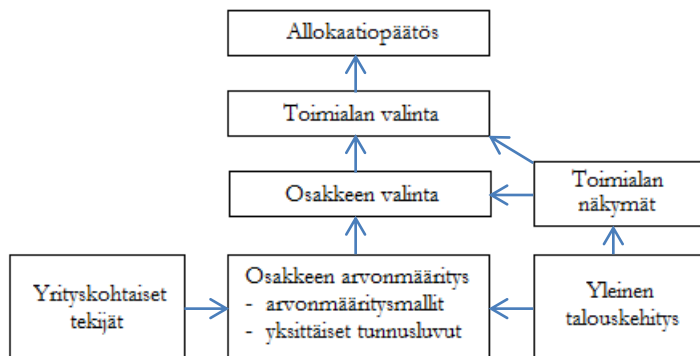 Allokaatiopäätös
Toimialan valinta
Osakkeen valinta
Toimialan
näkymät
Yrityskohtaiset
tekijät
Osakkeen arvonmääritys
- arvonmääritysmallit
- yksittäiset tunnusluvut
Yleinen
talouskehitys